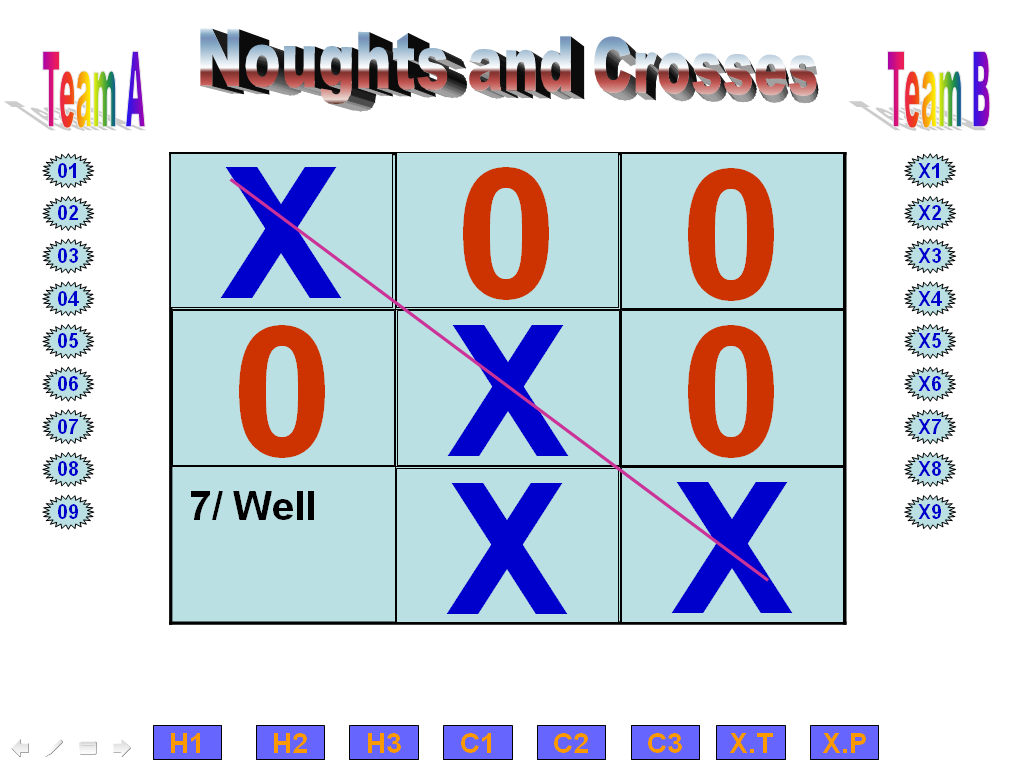 Noughts and Crosses
Team A
Team B
01
02
03
04
05
06
07
08
09
X 0 0
0 X 0
7/ Well X X
X1
X2
X3
X4
X5
X6
X7
X8
X9
H1 H2 H3 C1 C2 C3 X.T X.P